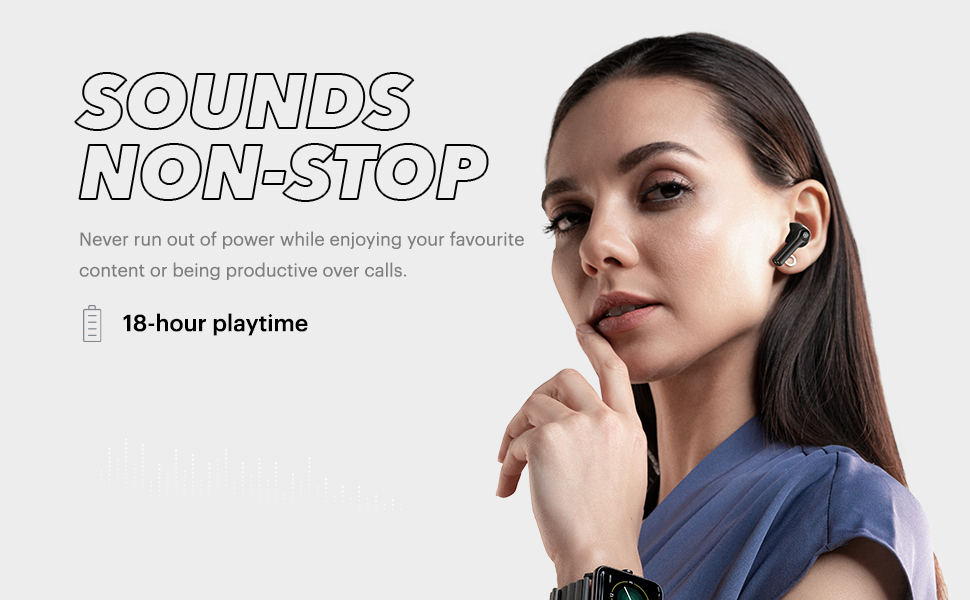 SOUNDS
NON-STOP
Never run out of power while enjoying your favourite
content or being productive over calls.
18-hour playtime